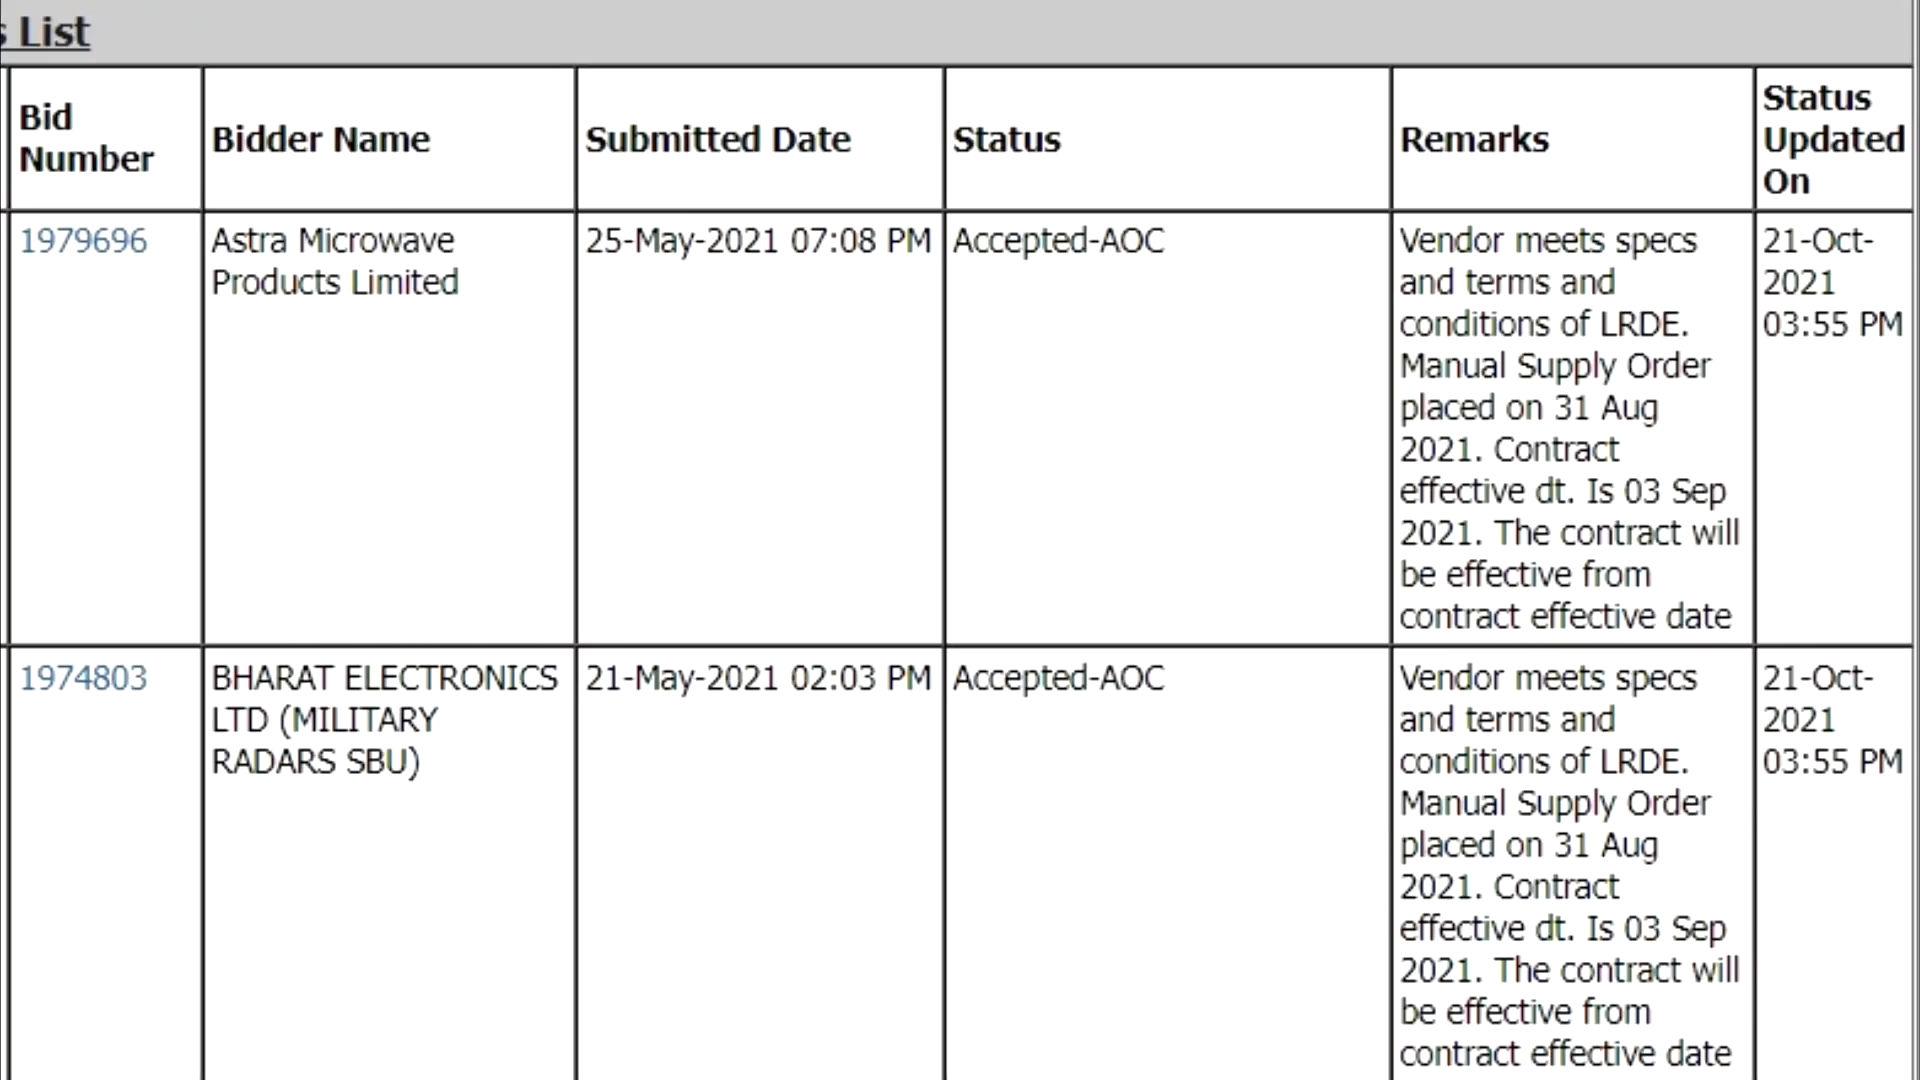 s List
Bid Number
Bidder Name
Submitted Date
Status
Remarks
Status Updated On
1979696
Astra Microwave
Products Limited
25-May-2021 07:08 PM
Accepted-AOC
Vendor meets specs
and terms and
conditions of LRDE.
Manual Supply Order
placed on 31 Aug
2021. Contract
effective dt. Is 03 Sep
2021. The contract will
be effective from
contract effective date
21-Oct-
2021
03:55 PM
1974803
BHARAT ELECTRONICS
LTD (MILITARY
RADARS SBU)
21-May-2021 02:03 PM
Accepted-AOC
Vendor meets specs
and terms and
conditions of LRDE.
Manual Supply Order
placed on 31 Aug
2021. Contract
effective dt. Is 03 Sep
2021. The contract will
be effective from
contract effective date
21-Oct-
2021
03:55 PM